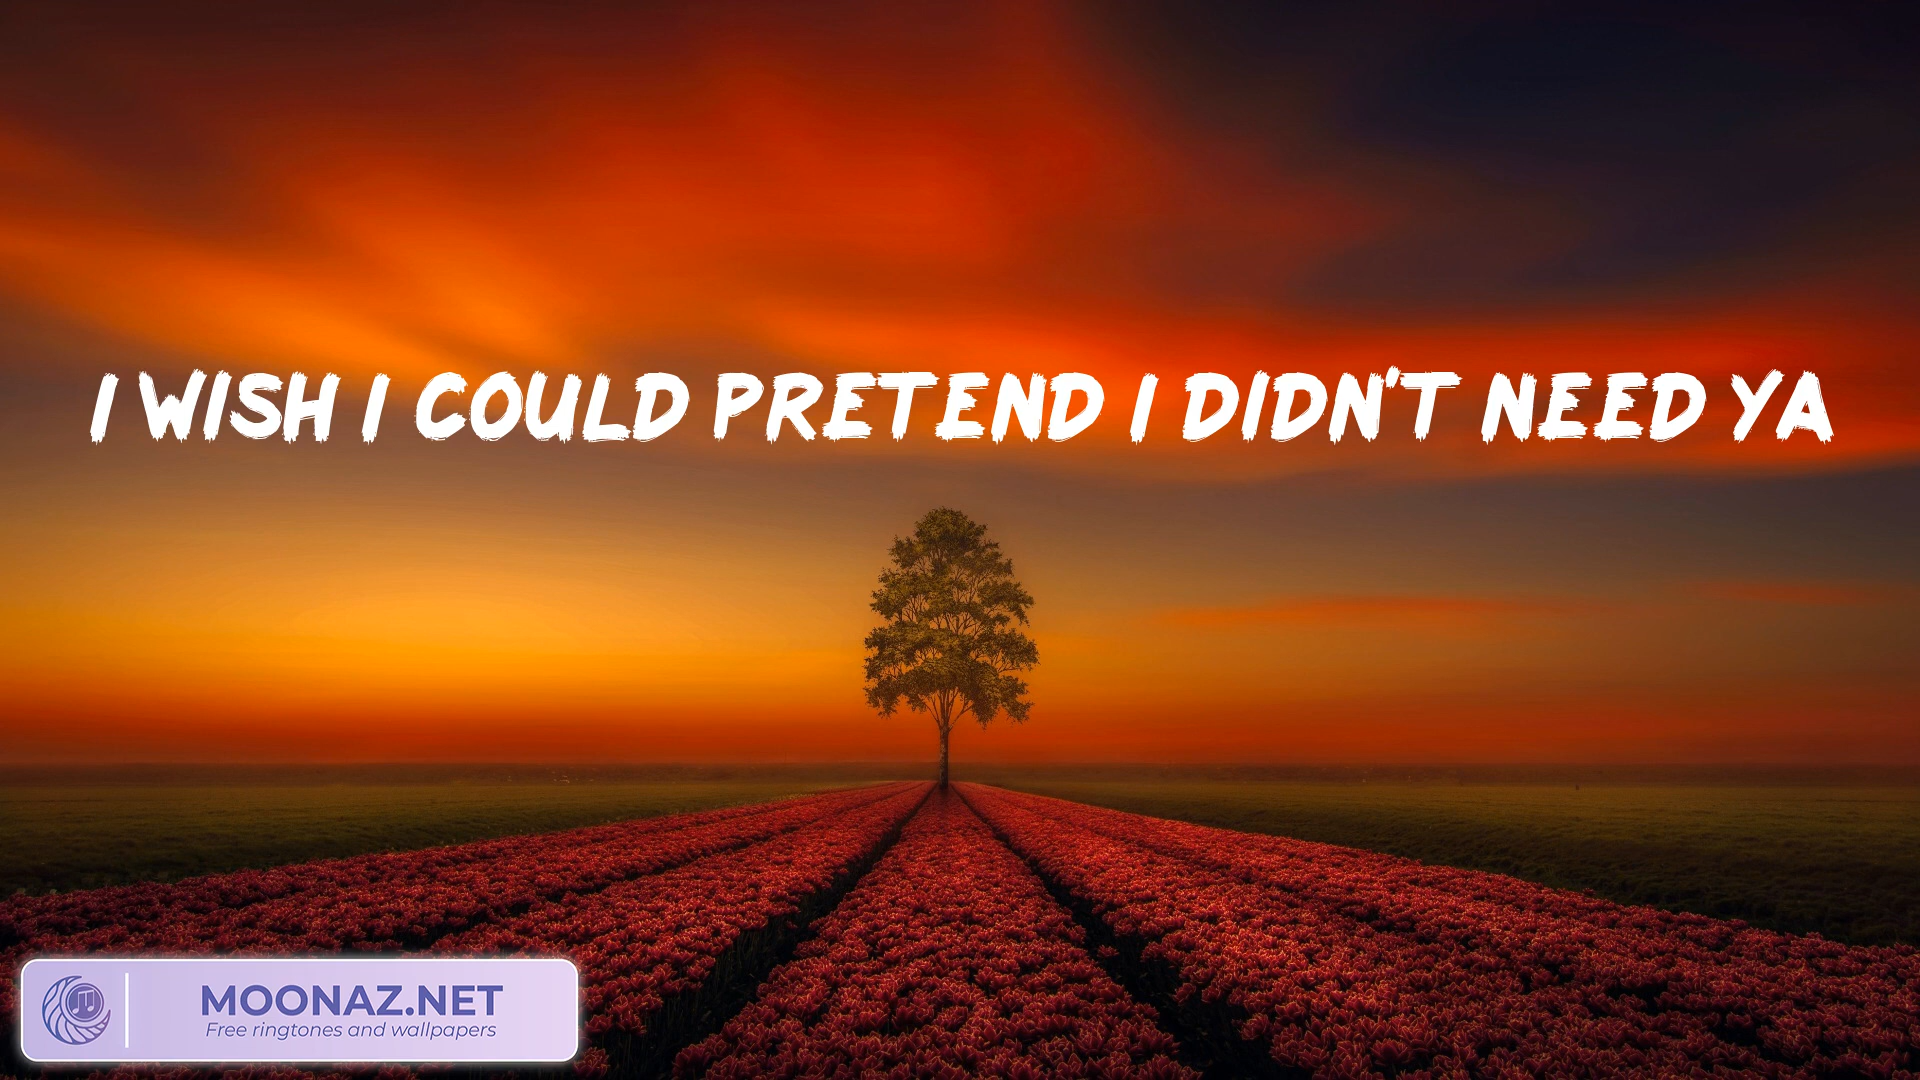 I WISH I COULD PRETEND I DIDN'T NEED YA
MOONAZ.NET
Free ringtones and wallpapers